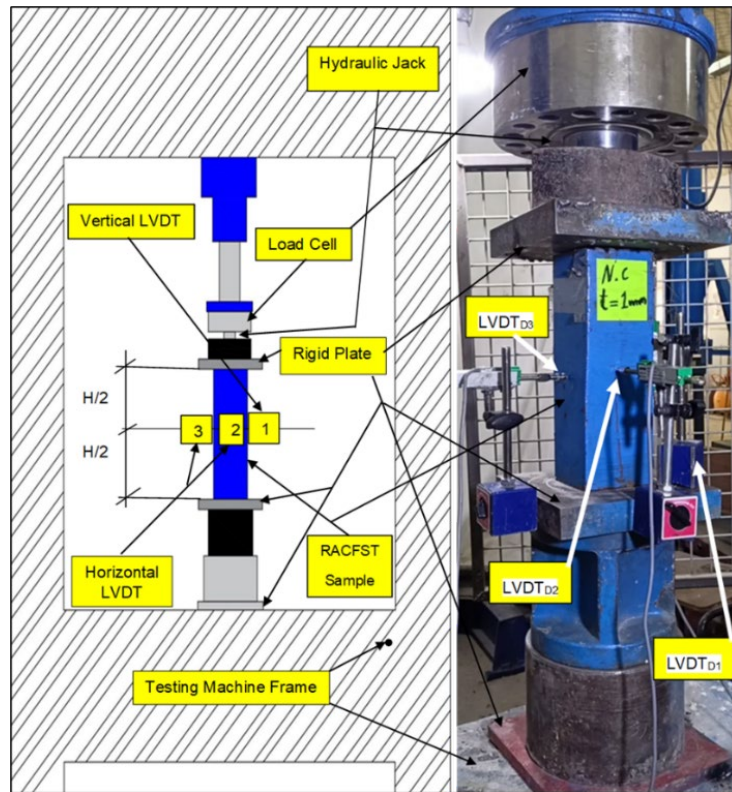 Hydraulic Jack
Vertical LVDT
Load Cell
N.C
t=1mm
LVDTD3
Rigid Plate
H/2
3
2
1
H/2
Horizontal
LVDT
RACFST
Sample
LVDTD2
LVDTD1
Testing Machine Frame